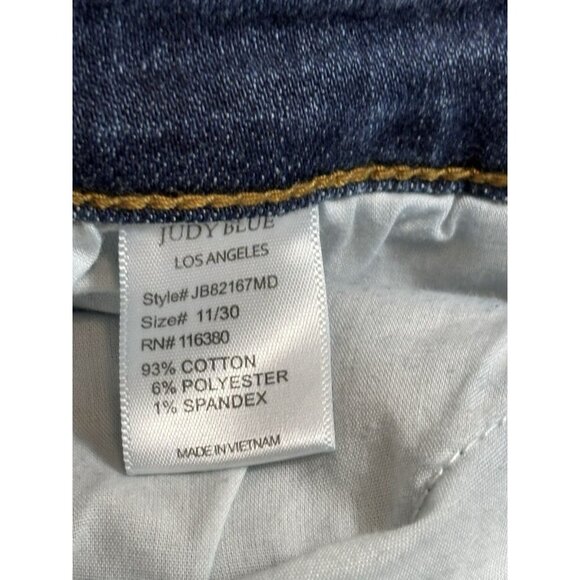 JUDY BLUE
LOS ANGELES
Style# JB82167MD
Size# 11/30
RN# 116380
93% COTTON
6% POLYESTER
1% SPANDEX
MADE IN VIETNAM